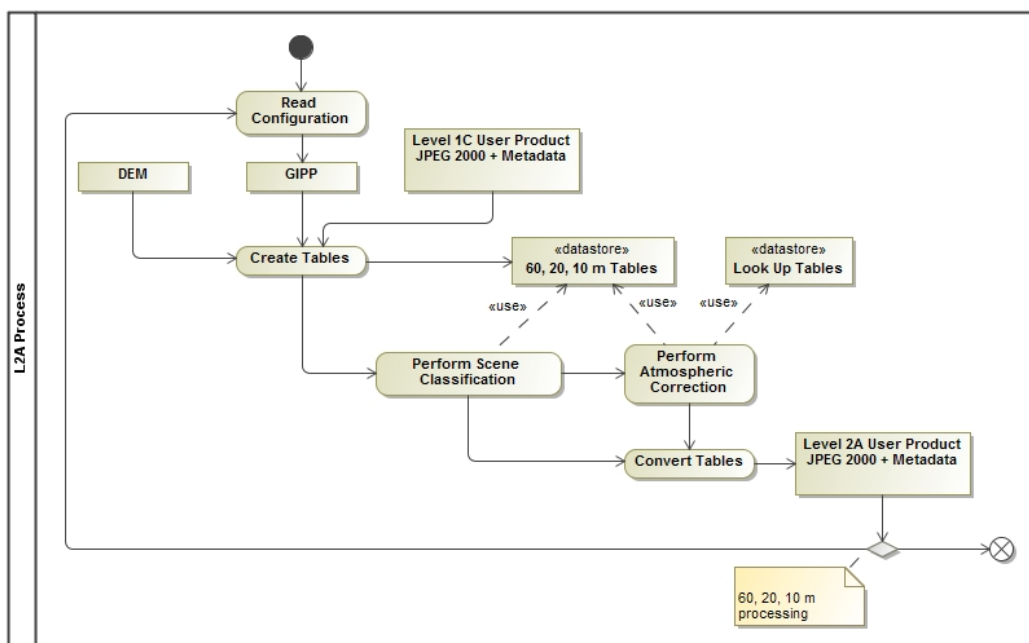 L2A Process
Read
Configuration
Level 1C User Product
JPEG 2000 + Metadata
DEM
GIPP
Create Tables
«datastore»
60, 20, 10 m Tables
«datastore»
Look Up Tables
«use»
«use»
«use»
Perform Scene
Classification
Perform
Atmospheric
Correction
Convert Tables
Level 2A User Product
JPEG 2000 + Metadata
60, 20, 10 m
processing